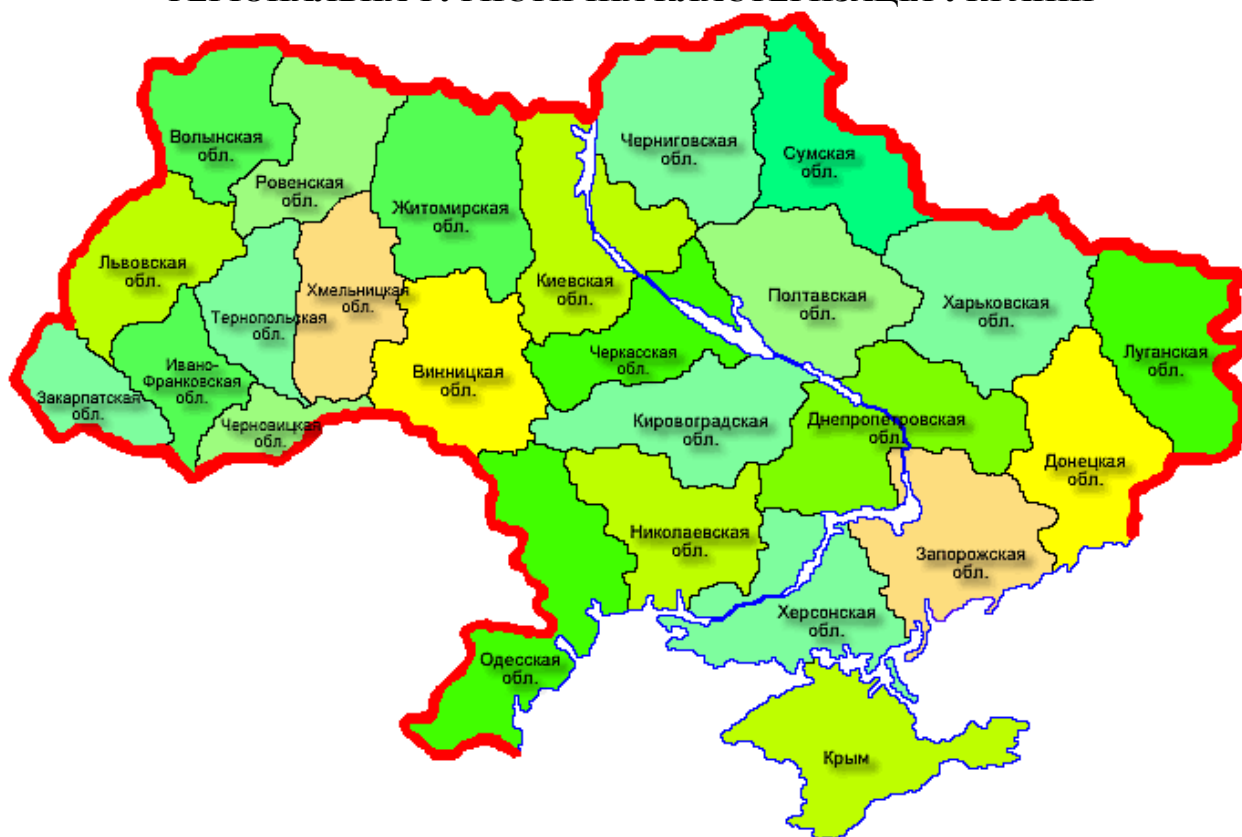 Волынская
обл.
Ровенская
обл.
Житомирская
обл.
Черниговская
обл.
Сумская
обл.
Львовская
обл.
Тернопольская
обл.
Хмельницкая
обл.
Киевская
обл.
Полтавская
обл.
Харьковская
обл.
Луганская
обл.
Закарпатская
обл.
Ивано-
Франковская
обл.
Черновицкая
обл.
Винницкая
обл.
Черкасская
обл.
Кировоградская
обл.
Днепропетровская
обл.
Донецкая
обл.
Николаевская
обл.
Запорожская
обл.
Херсонская
обл.
Одесская
обл.
Крым